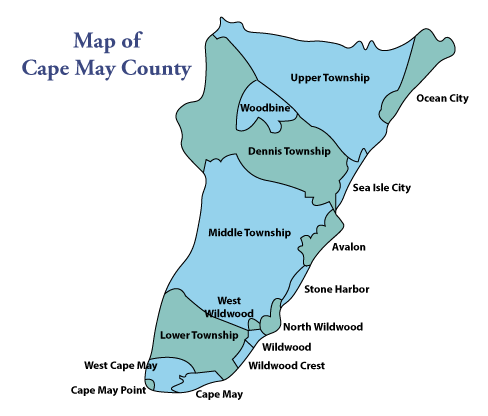 Map of
Cape May County
Upper Township
Ocean City
Woodbine
Dennis Township
Sea Isle City
Middle Township
Avalon
Stone Harbor
West
Wildwood
North Wildwood
Lower Township
Wildwood
West Cape May
Wildwood Crest
Cape May Point
Cape May